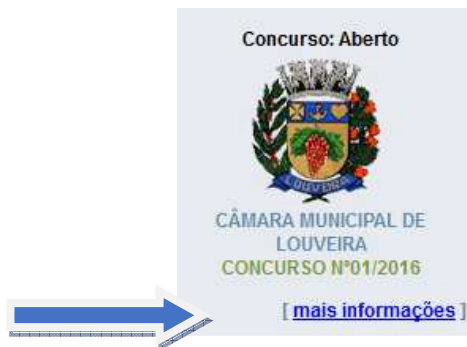 Concurso: Aberto
LOUVEIRA
CÂMARA MUNICIPAL DE
LOUVEIRA
CONCURSO Nº01/2016
[ mais informações ]